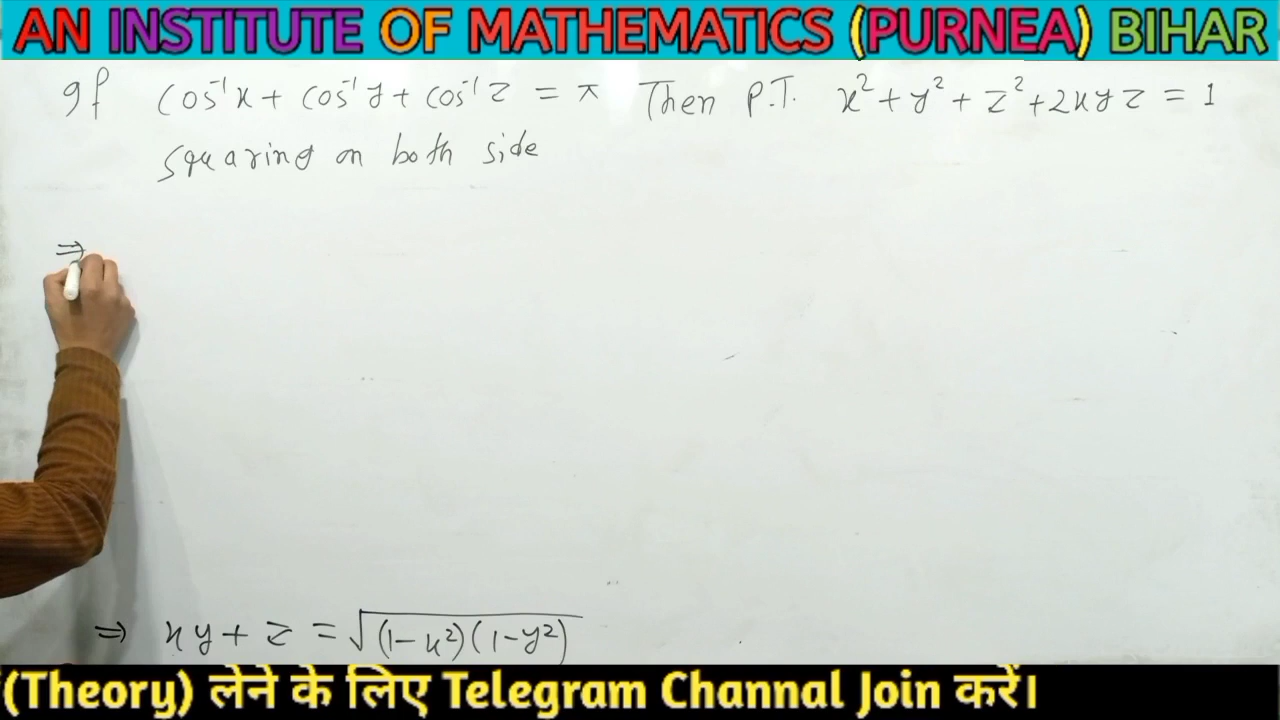 AN INSTITUTE OF MATHEMATICS (PURNEA) BIHAR
If cos⁻¹x + cos⁻¹y + cos⁻¹z = π Then P.T. x² + y² + z² + 2xyz = 1
squaring on both side
⇒
⇒ xy + z = √(1-x²)(1-y²)
(Theory) लेने के लिए Telegram Channal Join करें।